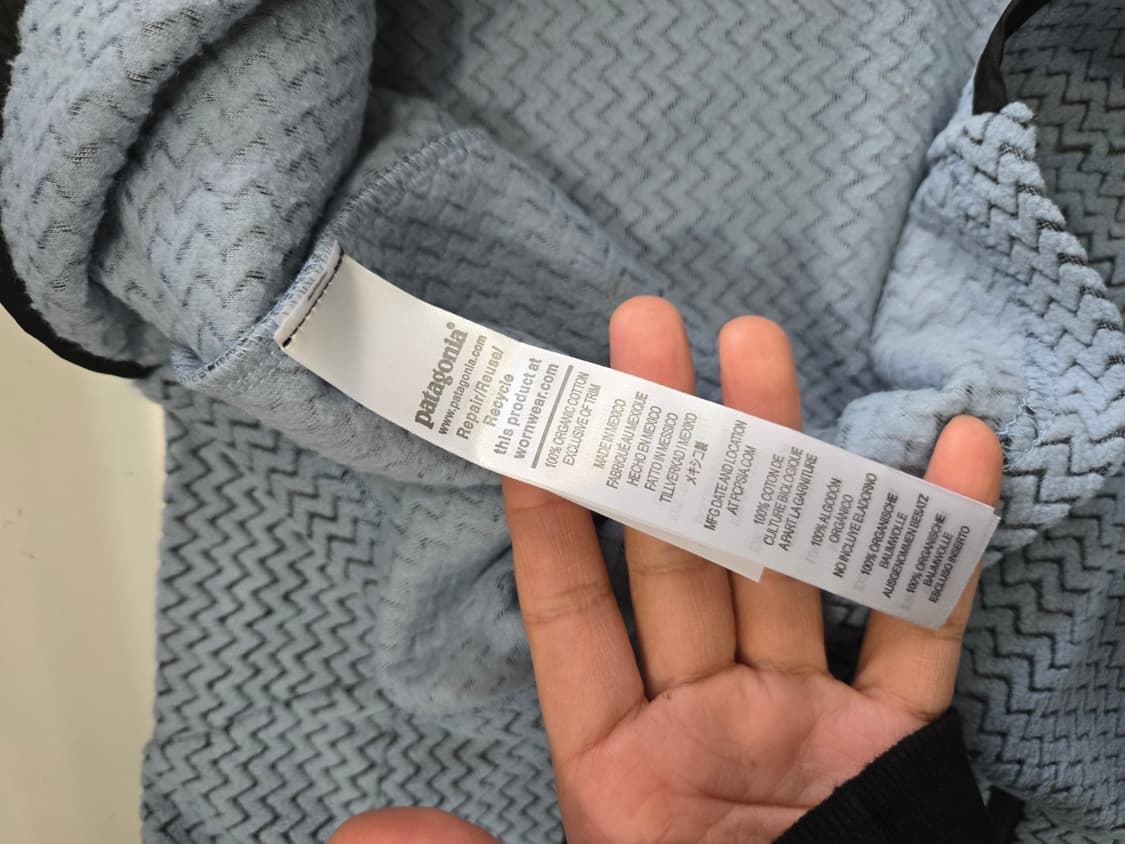 patagonia®
www.patagonia.com
Repair/Reuse/
Recycle
this product at
wornwear.com
100% ORGANIC COTTON
EXCLUSIVE OF TRIM
MADE IN MEXICO
FABRIQUE AU MEXIQUE
HECHO EN MEXICO
FATTO IN MESSICO
TILLVERKAD I MEXIKO
メキシコ製
MFG DATE AND LOCATION
AT PCPSIA.COM
100% COTON DE
CULTURE BIOLOGIQUE
A PART LA GARNITURE
100% ALGODÓN
ORGÁNICO
NO INCLUYE EL ADORNO
100% ORGANISCHE
BAUMWOLLE
AUSGENOMMEN BESATZ
100% ORGANISCHE
BAUMWOLLE
ESCLUSO INSERTO